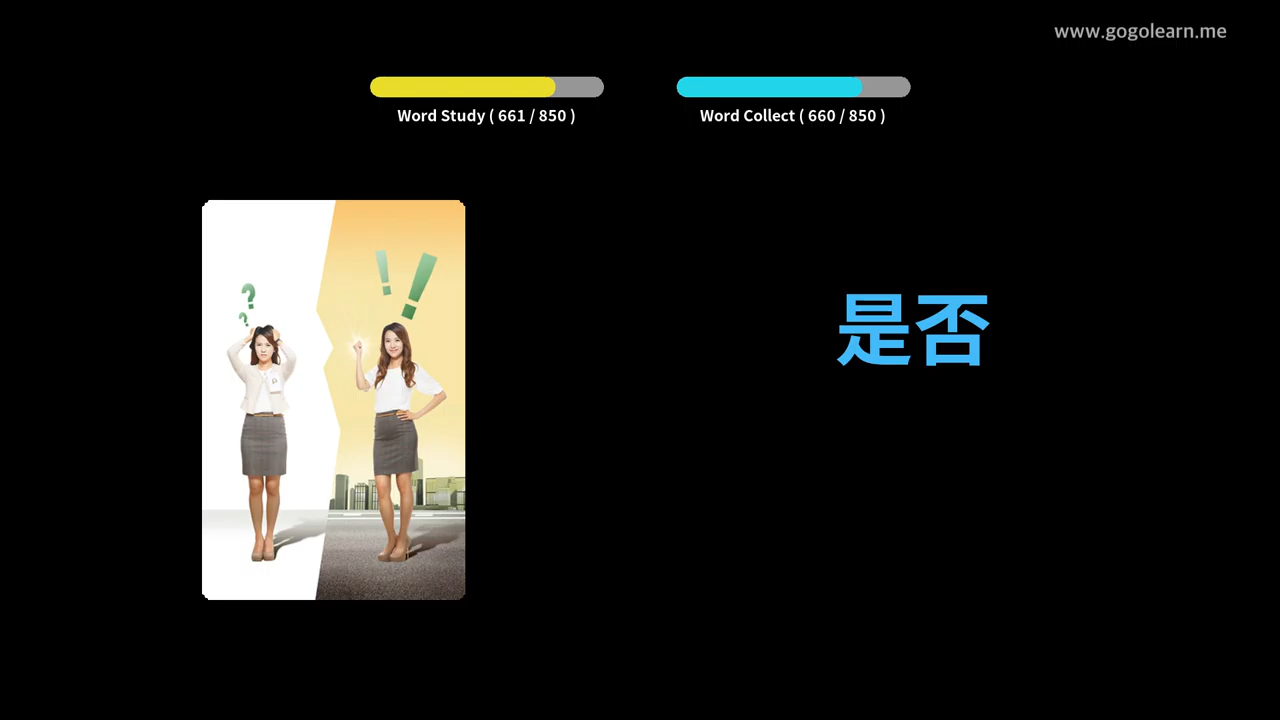 www.gogolearn.me
Word Study ( 661 / 850 )
Word Collect ( 660 / 850 )
? ?
! !
是否